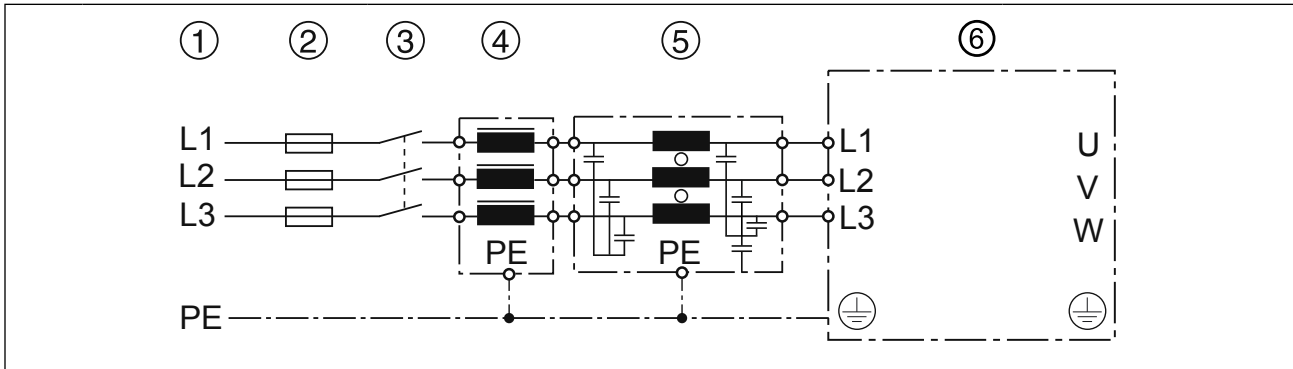 ① ② ③ ④ ⑤ ⑥
L1 L1 U
L2 L2 V
L3 L3 W
PE PE
PE